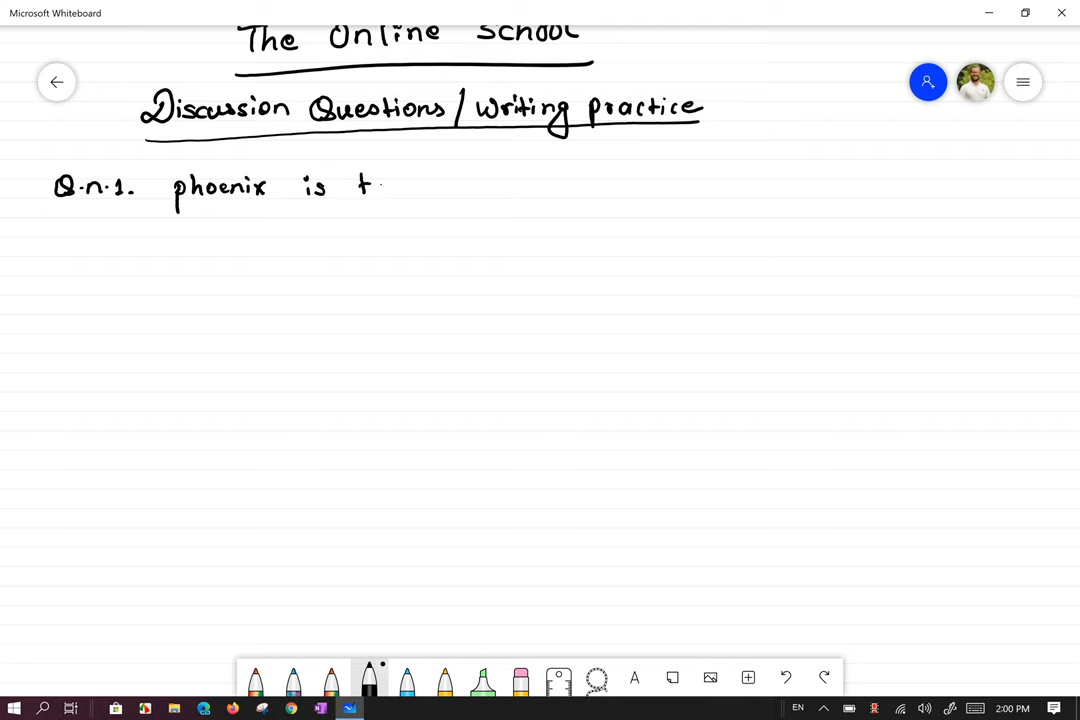 Microsoft Whiteboard
The Online School
Discussion Questions / Writing practice
Q.n.1. phoenix is t
A
EN
2:00 PM